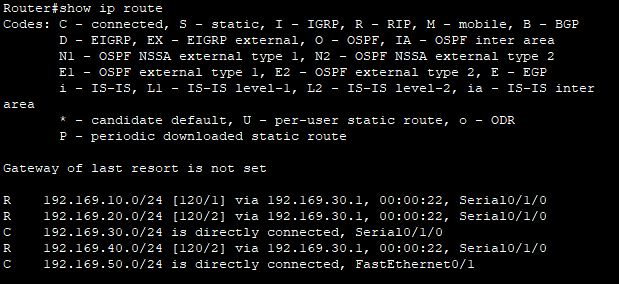 Router#show ip route
Codes: C - connected, S - static, I - IGRP, R - RIP, M - mobile, B - BGP
D - EIGRP, EX - EIGRP external, O - OSPF, IA - OSPF inter area
N1 - OSPF NSSA external type 1, N2 - OSPF NSSA external type 2
E1 - OSPF external type 1, E2 - OSPF external type 2, E - EGP
i - IS-IS, L1 - IS-IS level-1, L2 - IS-IS level-2, ia - IS-IS inter
area
* - candidate default, U - per-user static route, o - ODR
P - periodic downloaded static route
Gateway of last resort is not set
R 192.169.10.0/24 [120/1] via 192.169.30.1, 00:00:22, Serial0/1/0
R 192.169.20.0/24 [120/2] via 192.169.30.1, 00:00:22, Serial0/1/0
C 192.169.30.0/24 is directly connected, Serial0/1/0
R 192.169.40.0/24 [120/2] via 192.169.30.1, 00:00:22, Serial0/1/0
C 192.169.50.0/24 is directly connected, FastEthernet0/1